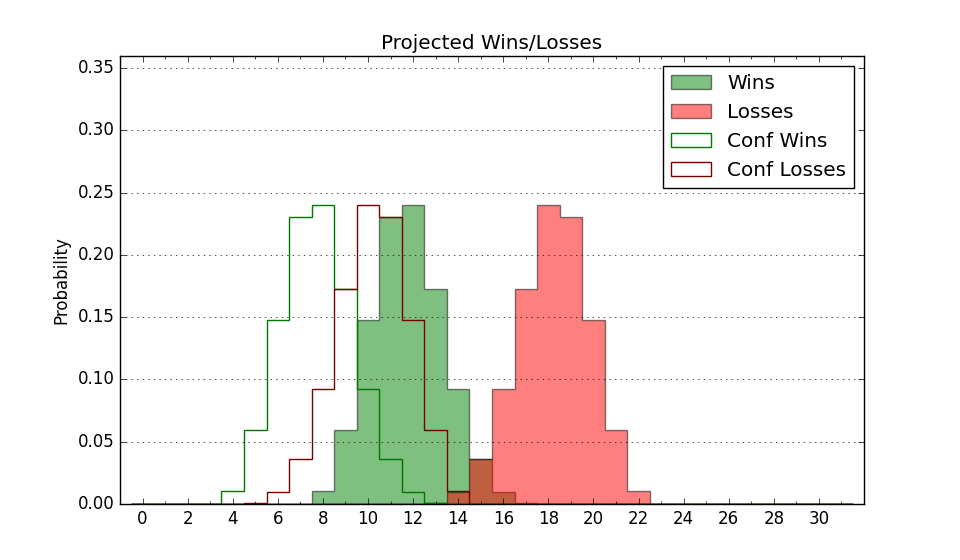 Projected Wins/Losses
Probability
0.35
0.30
0.25
0.20
0.15
0.10
0.05
0.00
0 2 4 6 8 10 12 14 16 18 20 22 24 26 28 30
Wins
Losses
Conf Wins
Conf Losses